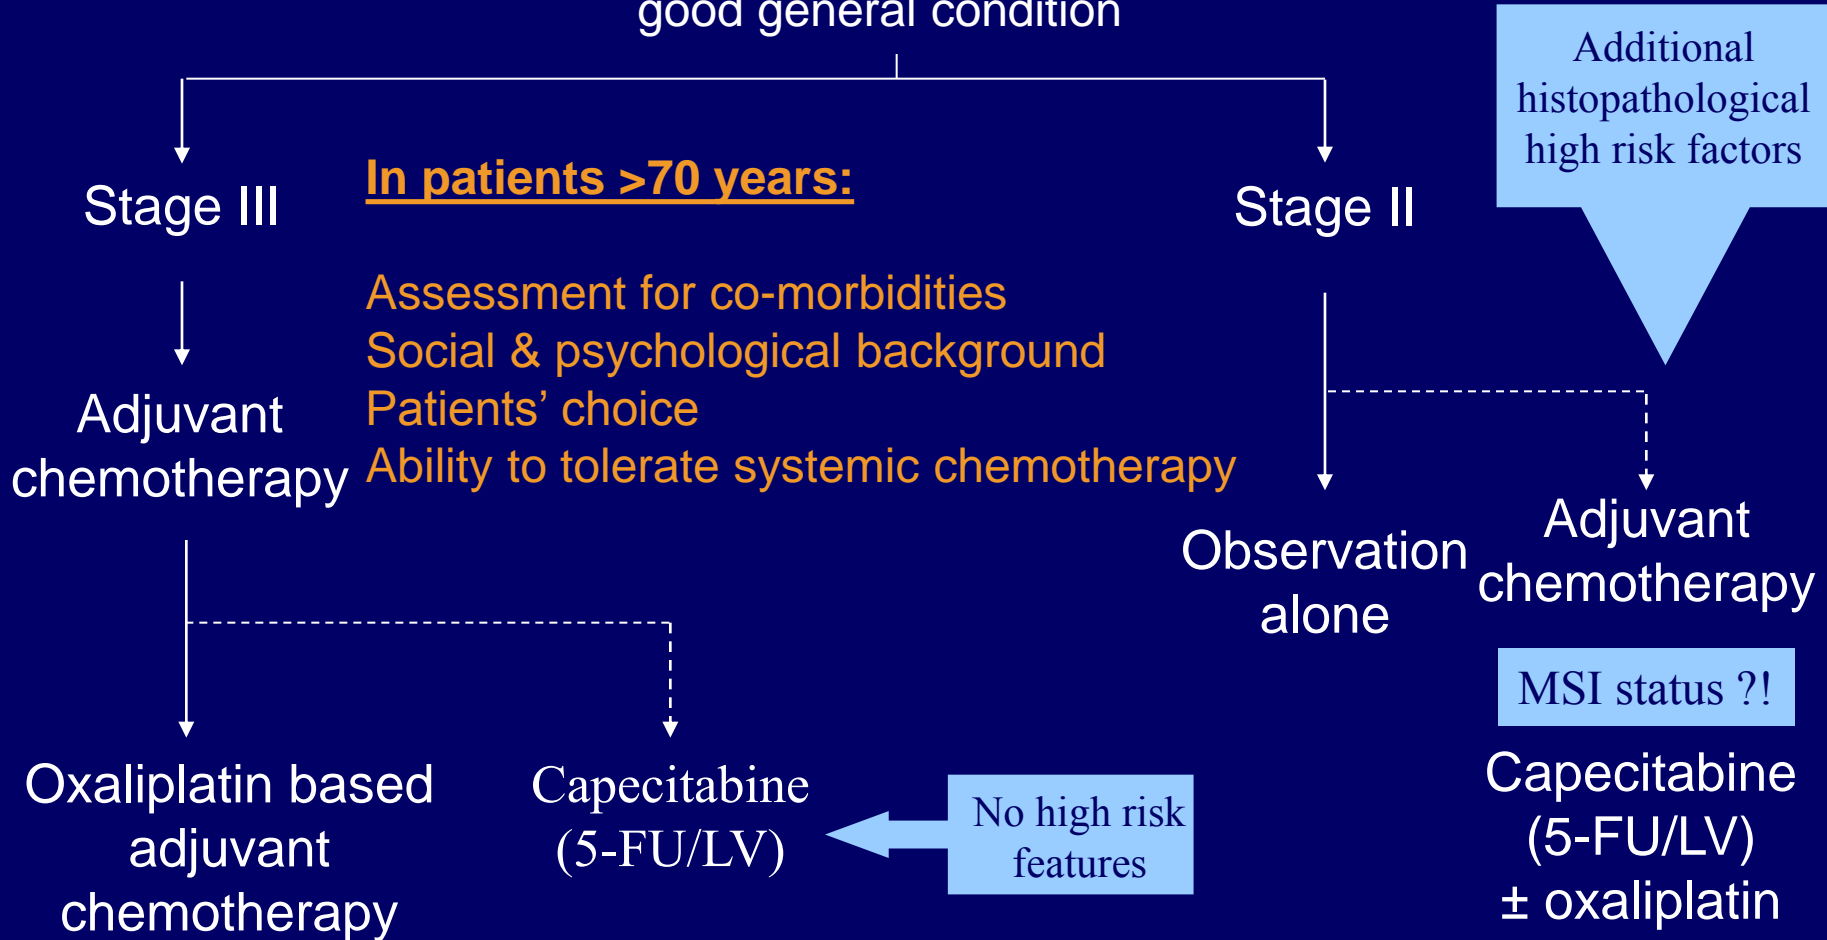 good general condition
Additional
histopathological
high risk factors
Stage III
In patients >70 years:
Stage II
Assessment for co-morbidities
Social & psychological background
Patients’ choice
Ability to tolerate systemic chemotherapy
Adjuvant
chemotherapy
Observation
alone
Adjuvant
chemotherapy
MSI status ?!
Oxaliplatin based
adjuvant
chemotherapy
Capecitabine
(5-FU/LV)
No high risk
features
Capecitabine
(5-FU/LV)
± oxaliplatin